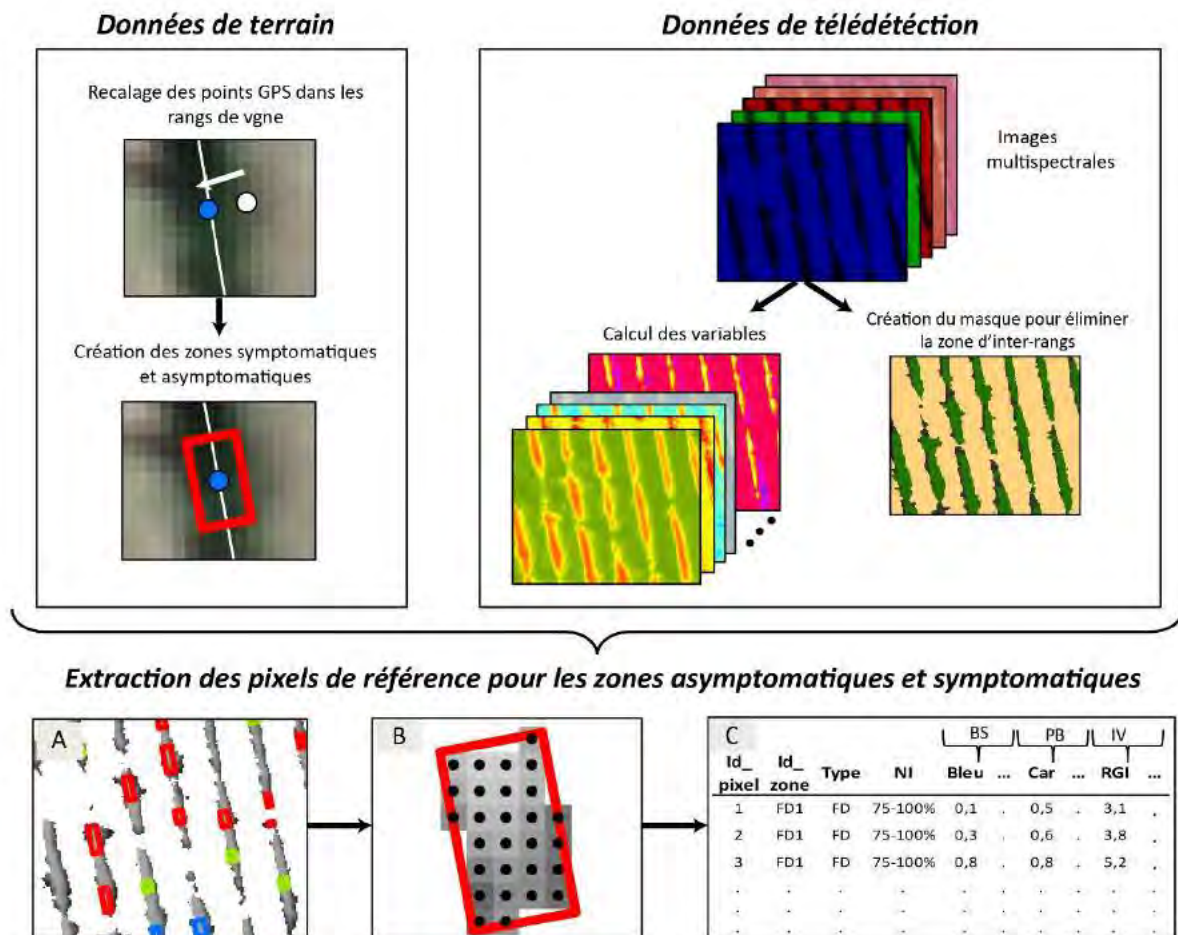 Données de terrain
Données de télédétéction
Recalage des points GPS dans les
rangs de vgne
Images
multispectrales
Création des zones symptomatiques
et asymptomatiques
Calcul des variables
Création du masque pour éliminer
la zone d'inter-rangs
Extraction des pixels de référence pour les zones asymptomatiques et symptomatiques
A
B
C
BS PB IV
Id_pixel Id_zone Type NI Bleu ... Car ... RGI ...
1 FD1 FD 75-100% 0,1 . 0,5 . 3,1 .
2 FD1 FD 75-100% 0,3 . 0,6 . 3,8 .
3 FD1 FD 75-100% 0,8 . 0,8 . 5,2 .
. . . . . . . . . .
. . . . . . . . . .
. . . . . . . . . .